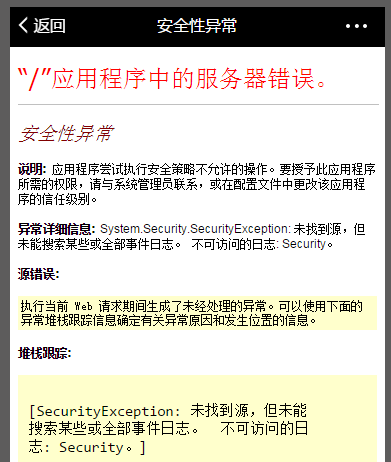 返回
安全性异常
“/”应用程序中的服务器错误。
安全性异常
说明: 应用程序尝试执行安全策略不允许的操作。要授予此应用程序
所需的权限，请与系统管理员联系，或在配置文件中更改该应用程
序的信任级别。
异常详细信息: System.Security.SecurityException: 未找到源，但
未能搜索某些或全部事件日志。 不可访问的日志: Security。
源错误:
执行当前 Web 请求期间生成了未经处理的异常。可以使用下面的
异常堆栈跟踪信息确定有关异常原因和发生位置的信息。
堆栈跟踪:
[SecurityException: 未找到源，但未能
搜索某些或全部事件日志。 不可访问的日
志: Security。]